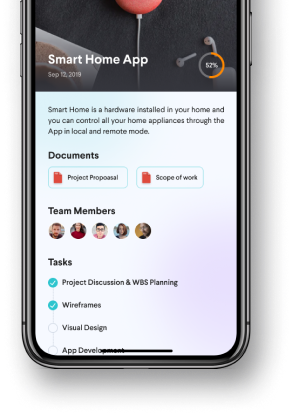 Smart Home App
52%
Sep 12, 2019
Smart Home is a hardware installed in your home and
you can control all your home appliances through the
App in local and remote mode.
Documents
Project Propoasal
Scope of work
Team Members
Tasks
Project Discussion & WBS Planning
Wireframes
Visual Design
App Development